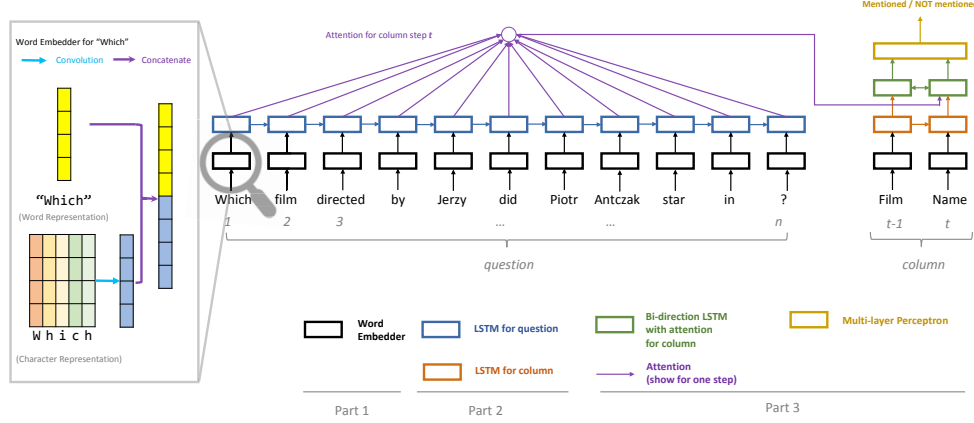 Mentioned / NOT mentioned
Word Embedder for “Which”
Convolution
Concatenate
Attention for column step t
“Which”
(Word Representation)
W h i c h
(Character Representation)
Which film directed by Jerzy did Piotr Antczak star in ?
1 2 3 ... ... n
question
Film Name
t-1 t
column
Word
Embedder
LSTM for question
LSTM for column
Bi-direction LSTM
with attention
for column
Attention
(show for one step)
Multi-layer Perceptron
Part 1
Part 2
Part 3